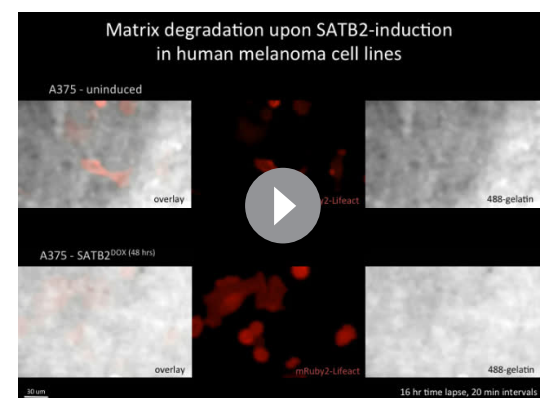 Matrix degradation upon SATB2-induction
in human melanoma cell lines
A375 - uninduced
overlay
y2-Lifeact
488-gelatin
A375 - SATB2DOX (48 hrs)
overlay
mRuby2-Lifeact
488-gelatin
30 um
16 hr time lapse, 20 min intervals